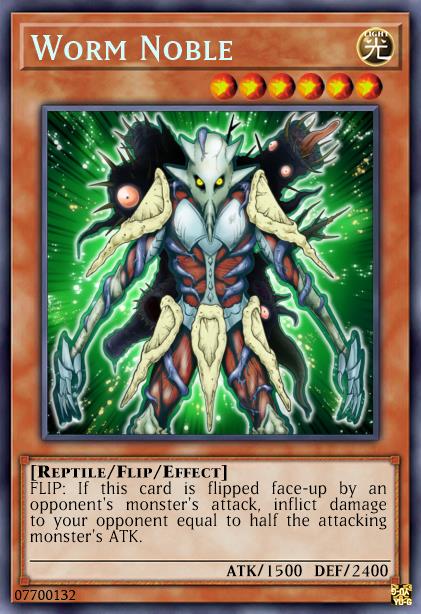 WORM NOBLE
LIGHT
光
[REPTILE/FLIP/EFFECT]
FLIP: If this card is flipped face-up by an
opponent's monster's attack, inflict damage
to your opponent equal to half the attacking
monster's ATK.
ATK/1500 DEF/2400
07700132